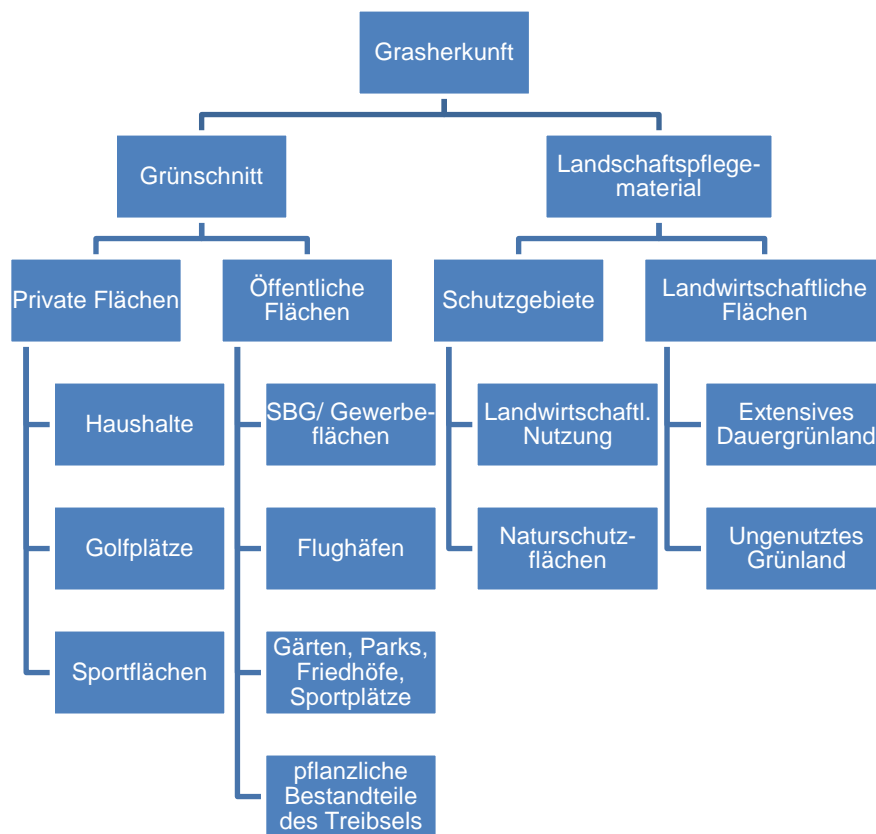 Grasherkunft
Grünschnitt
Landschaftspflege-
material
Private Flächen
Öffentliche
Flächen
Schutzgebiete
Landwirtschaftliche
Flächen
Haushalte
Golfplätze
Sportflächen
SBG/ Gewerbe-
flächen
Flughäfen
Gärten, Parks,
Friedhöfe,
Sportplätze
pflanzliche
Bestandteile
des Treibsels
Landwirtschaftl.
Nutzung
Naturschutz-
flächen
Extensives
Dauergrünland
Ungenutztes
Grünland